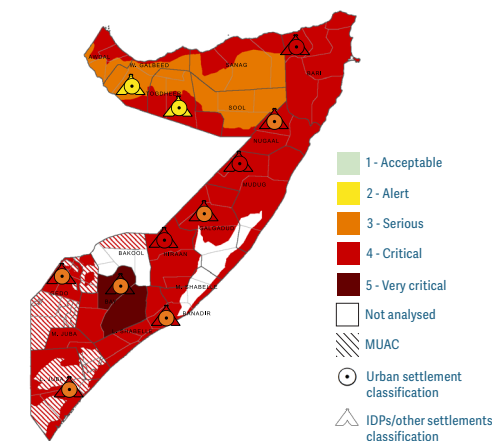 W. GALBEED
SANAG
BARI
SOOL
NUGAAL
MUDUG
GALGADUD
BAKOOL
HIRAAN
M. SHABELLE
BANADIR
1 - Acceptable
2 - Alert
3 - Serious
4 - Critical
5 - Very critical
Not analysed
MUAC
Urban settlement
classification
IDPs/other settlements
classification